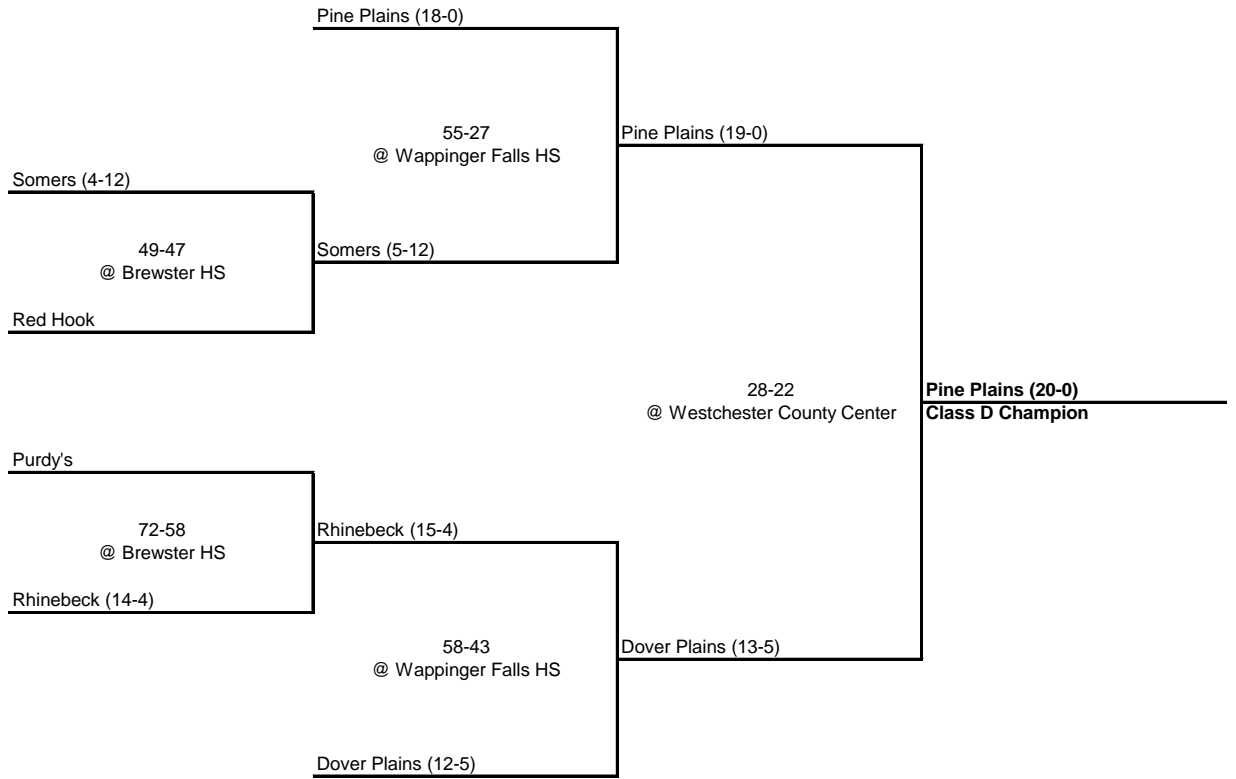 Pine Plains (18-0)
55-27
@ Wappinger Falls HS
Pine Plains (19-0)
Somers (4-12)
49-47
@ Brewster HS
Somers (5-12)
Red Hook
28-22
@ Westchester County Center
Pine Plains (20-0)
Class D Champion
Purdy's
72-58
@ Brewster HS
Rhinebeck (15-4)
Rhinebeck (14-4)
58-43
@ Wappinger Falls HS
Dover Plains (13-5)
Dover Plains (12-5)